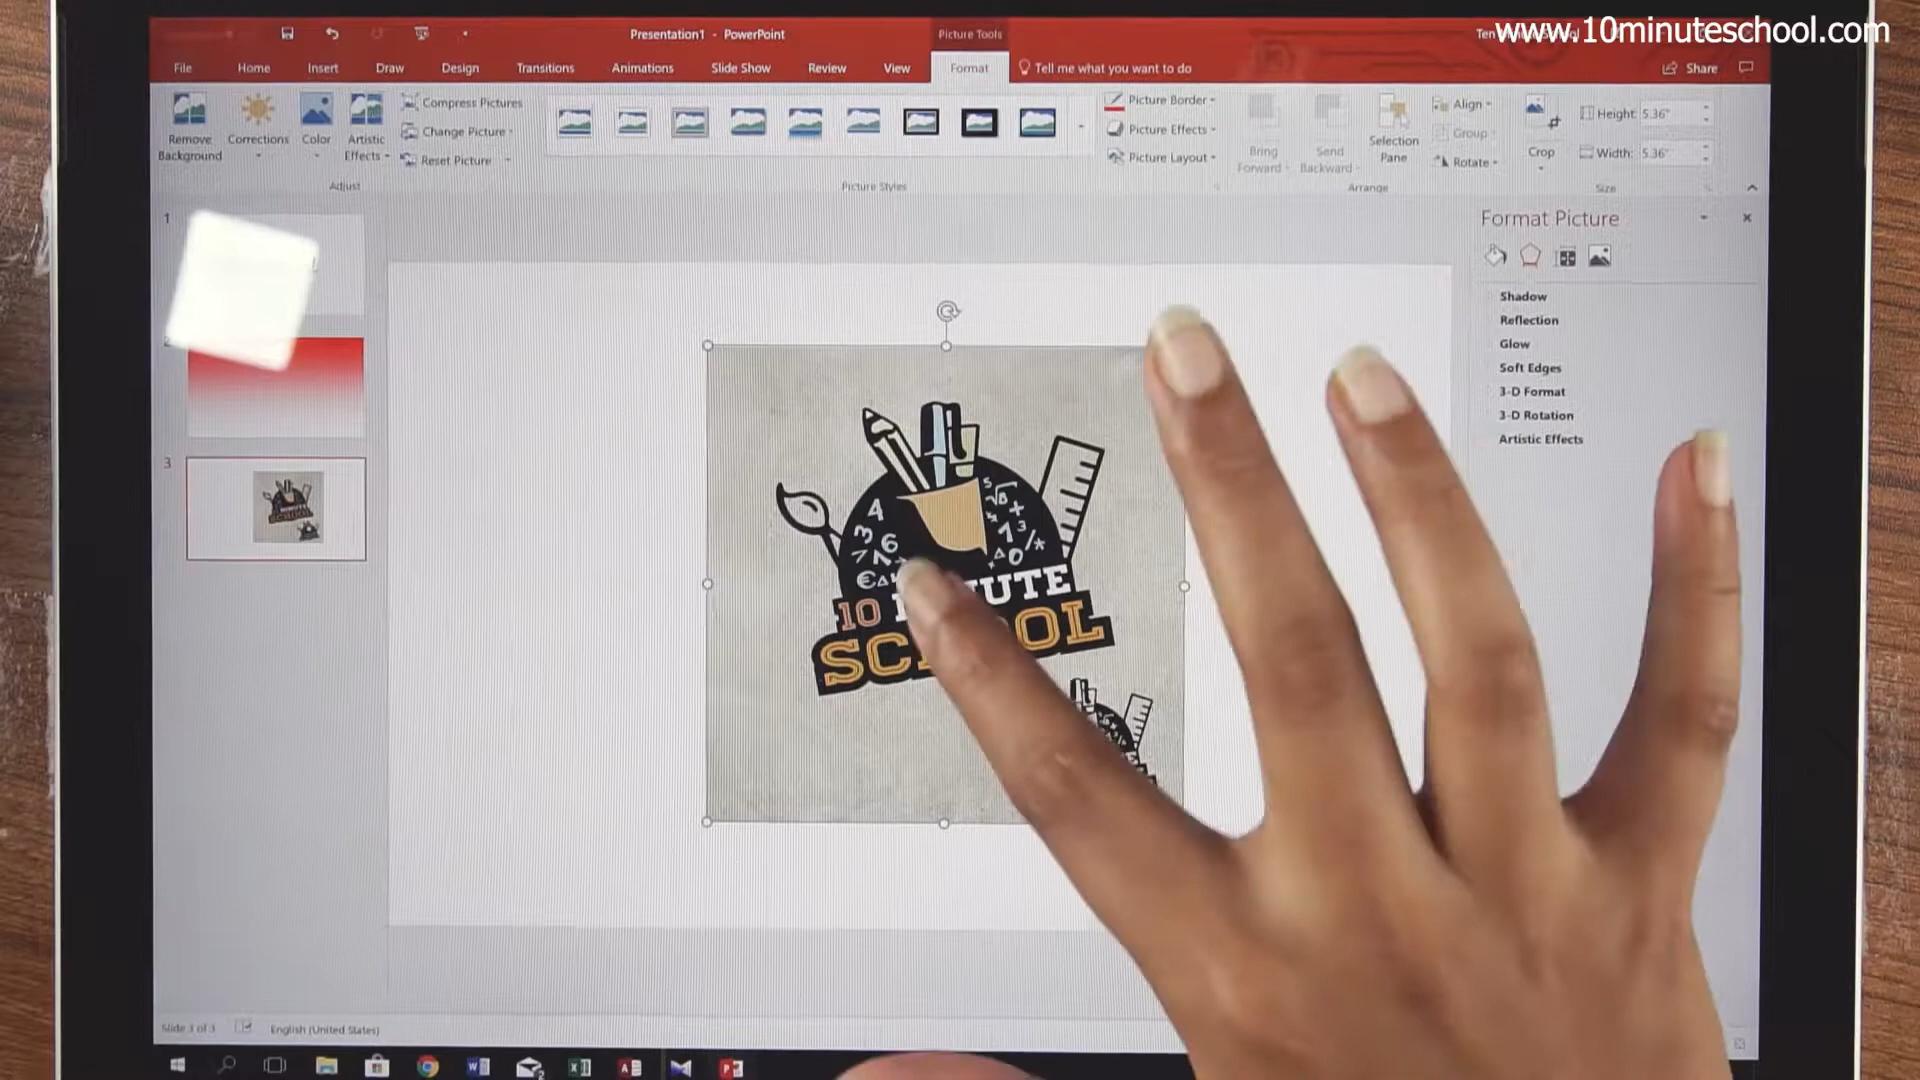 www.10minuteschool.com
Presentation1 - PowerPoint
Picture Tools
File Home Insert Draw Design Transitions Animations Slide Show Review View Format Tell me what you want to do Share
Remove Background
Corrections
Color
Artistic Effects
Compress Pictures
Change Picture
Reset Picture
Adjust
Picture Styles
Picture Border
Picture Effects
Picture Layout
Bring Forward
Send Backward
Selection Pane
Align
Group
Rotate
Arrange
Crop
Height: 5.36"
Width: 5.36"
Size
1
2
3
Format Picture
Shadow
Reflection
Glow
Soft Edges
3-D Format
3-D Rotation
Artistic Effects
10
SCHOOL
Slide 3 of 3
English (United States)